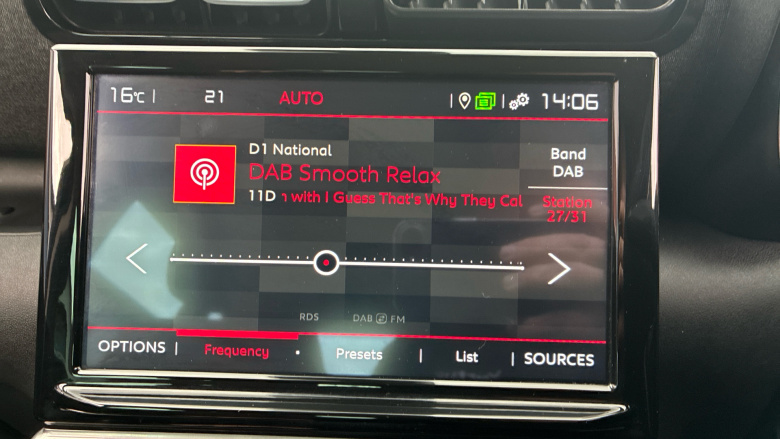 16°C | 21 AUTO | | 14:06
D1 National
DAB Smooth Relax
11D n with I Guess That's Why They Cal
Band
DAB
Station
27/31
RDS DAB FM
OPTIONS | Frequency • Presets | List | SOURCES